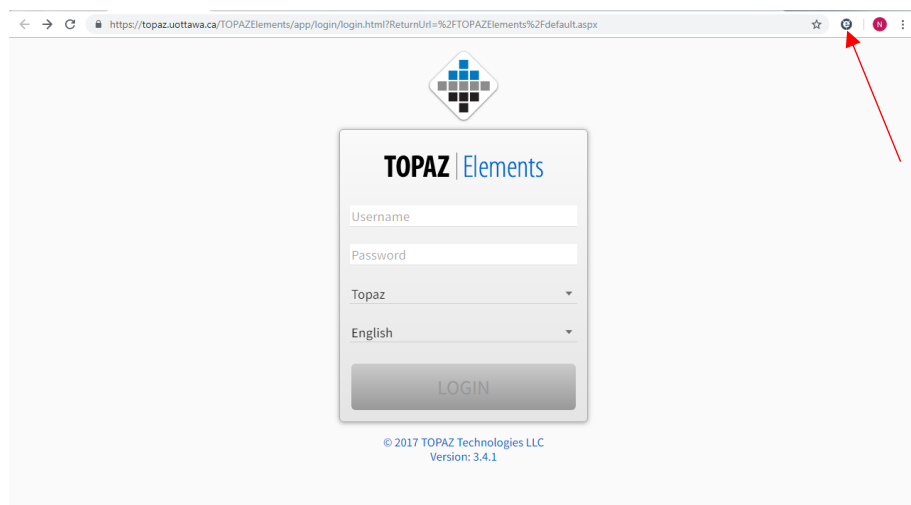 https://topaz.uottawa.ca/TOPAZElements/app/login/login.html?ReturnUrl=%2FTOPAZElements%2Fdefault.aspx
N
TOPAZ | Elements
Username
Password
Topaz
English
LOGIN
© 2017 TOPAZ Technologies LLC
Version: 3.4.1